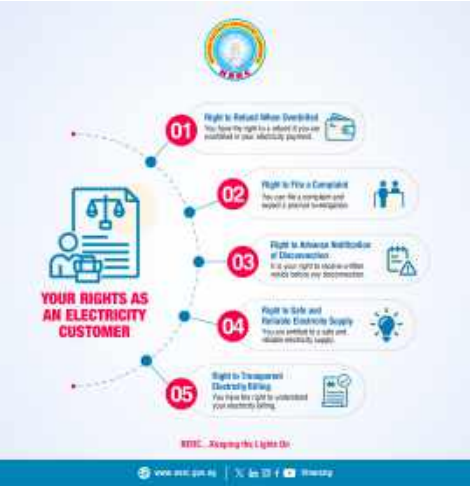 01
Right to Refund When Overbilled
You have the right to a refund if you are
overbilled in your electricity payment.
02
Right to File a Complaint
You can file a complaint and
expect a prompt investigation.
03
Right to Advance Notification
of Disconnection
It is your right to receive written
notice before any disconnection
YOUR RIGHTS AS
AN ELECTRICITY
CUSTOMER
04
Right to Safe and
Reliable Electricity Supply
You are entitled to a safe and
reliable electricity supply.
05
Right to Transparent
Electricity Billing
You have the right to understand
your electricity billing.
Keeping the Lights On